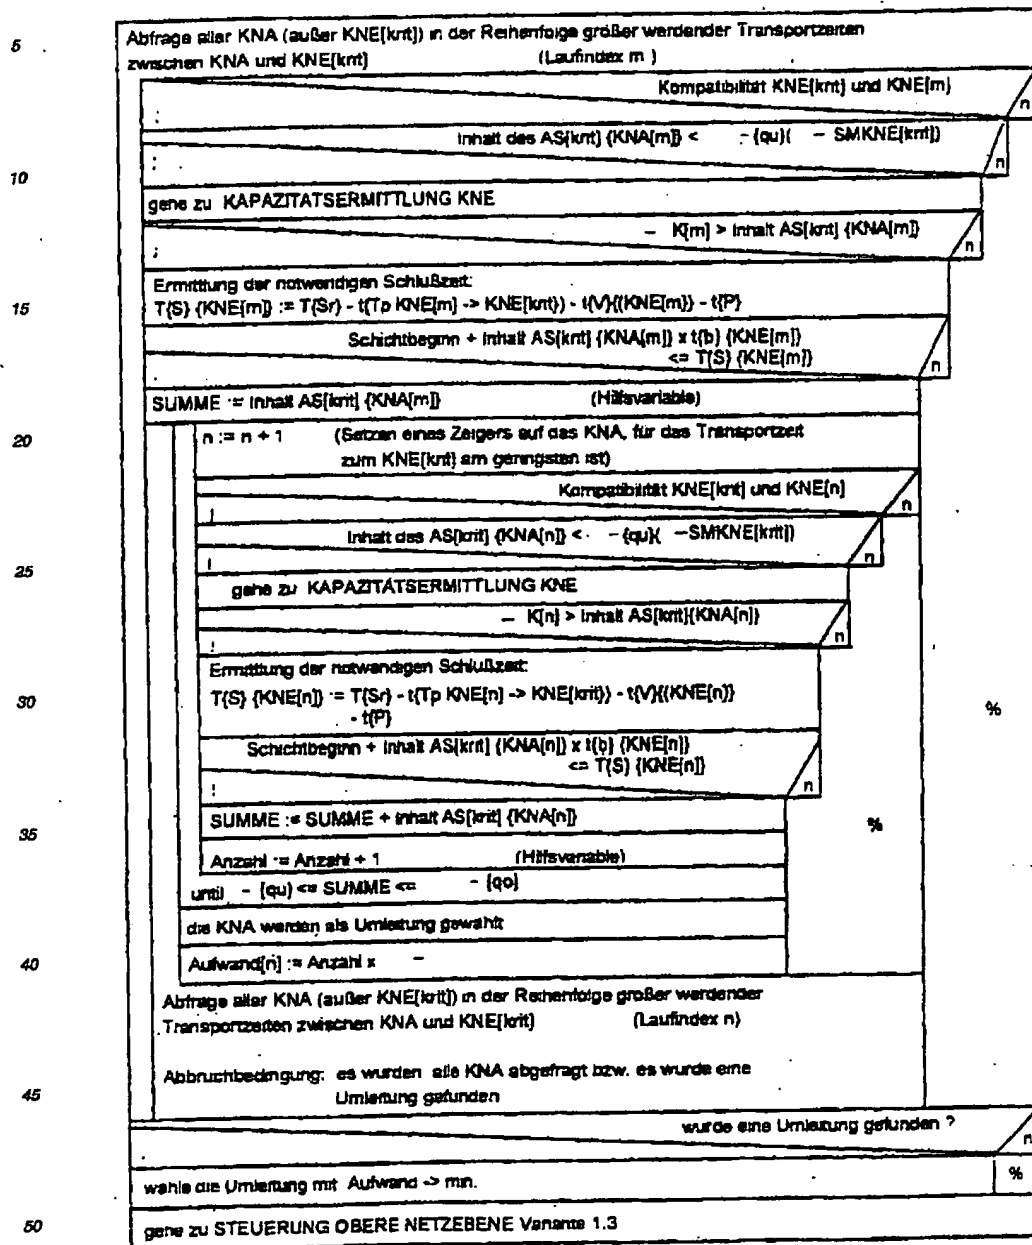 5
Abfrage aller KNA (außer KNE[krit]) in der Reihenfolge größer werdender Transportzeiten
zwischen KNA und KNE[krit] (Laufindex m )
Kompatibilität KNE[krit] und KNE[m]
n
Inhalt des AS[krit] {KNA[m]} < - {qu}( - SMKNE[krit])
n
10
gehe zu KAPAZITATSERMITTLUNG KNE
- K[m] > Inhalt AS[krit] {KNA[m]}
n
Ermittlung der notwendigen Schlußzeit:
15
T{S} {KNE[m]} := T{Sr} - t{Tp KNE[m] -> KNE[krit]} - t{V}{(KNE[m]} - t{P}
Schichtbeginn + Inhalt AS[krit] {KNA[m]} x t{b} {KNE[m]}
<= T{S} {KNE[m]}
n
SUMME := Inhalt AS[krit] {KNA[m]} (Hilfsvariable)
20
n := n + 1 (Setzen eines Zeigers auf das KNA, für das Transportzeit
zum KNE[krit] am geringsten ist)
Kompatibilität KNE[krit] und KNE[n]
n
Inhalt des AS[krit] {KNA[n]} < - {qu}( -SMKNE[krit])
n
25
gehe zu KAPAZITÄTSERMITTLUNG KNE
- K[n] > Inhalt AS[krit]{KNA[n]}
n
Ermittlung der notwendigen Schlußzeit:
30
T{S} {KNE[n]} := T{Sr} - t{Tp KNE[n] -> KNE[krit]} - t{V}{(KNE[n]}
- t{P}
%
Schichtbeginn + Inhalt AS[krit] {KNA[n]} x t{b} {KNE[n]}
<= T{S} {KNE[n]}
n
35
SUMME := SUMME + Inhalt AS[krit] {KNA[n]}
%
Anzahl := Anzahl + 1 (Hilfsvariable)
until - {qu} <= SUMME <= - {qo}
die KNA werden als Umleitung gewählt
40
Aufwand[n] := Anzahl x -
Abfrage aller KNA (außer KNE[krit]) in der Reihenfolge größer werdender
Transportzeiten zwischen KNA und KNE[krit] (Laufindex n)
Abbruchbedingung: es wurden alle KNA abgefragt bzw. es wurde eine
45
Umleitung gefunden
wurde eine Umleitung gefunden ?
n
wähle die Umleitung mit Aufwand -> min.
%
50
gehe zu STEUERUNG OBERE NETZEBENE Variante 1.3